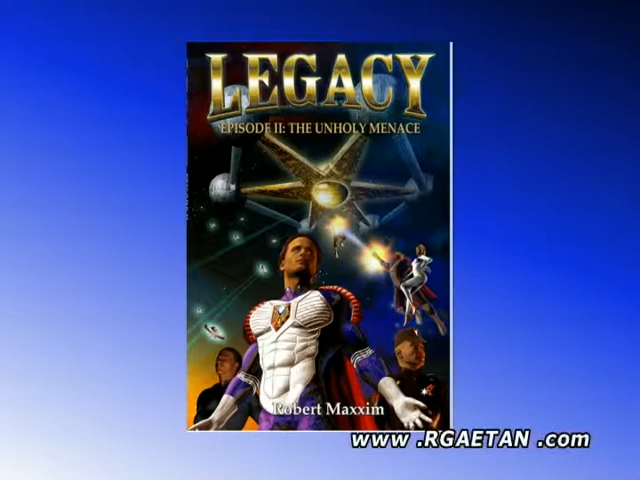 LEGACY
EPISODE II: THE UNHOLY MENACE
Robert Maxxim
www .RGAETAN .com